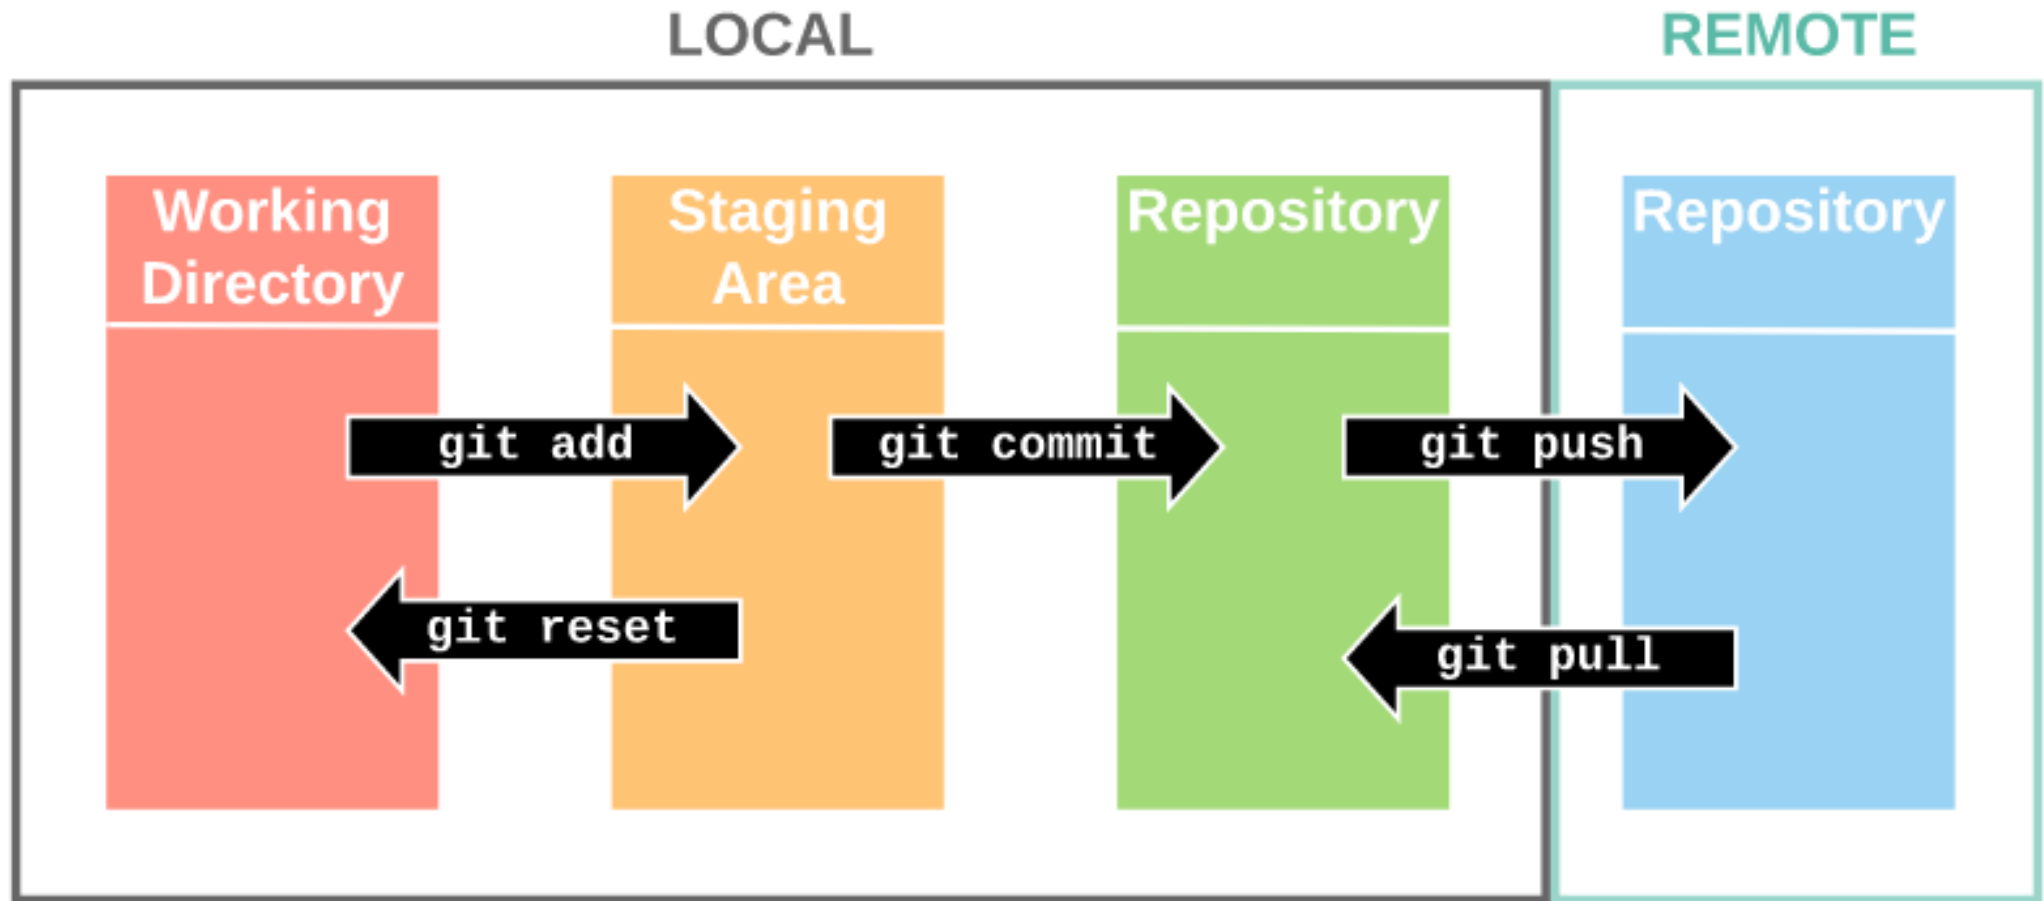 LOCAL
REMOTE
Working
Directory
Staging
Area
Repository
Repository
git add
git commit
git push
git reset
git pull